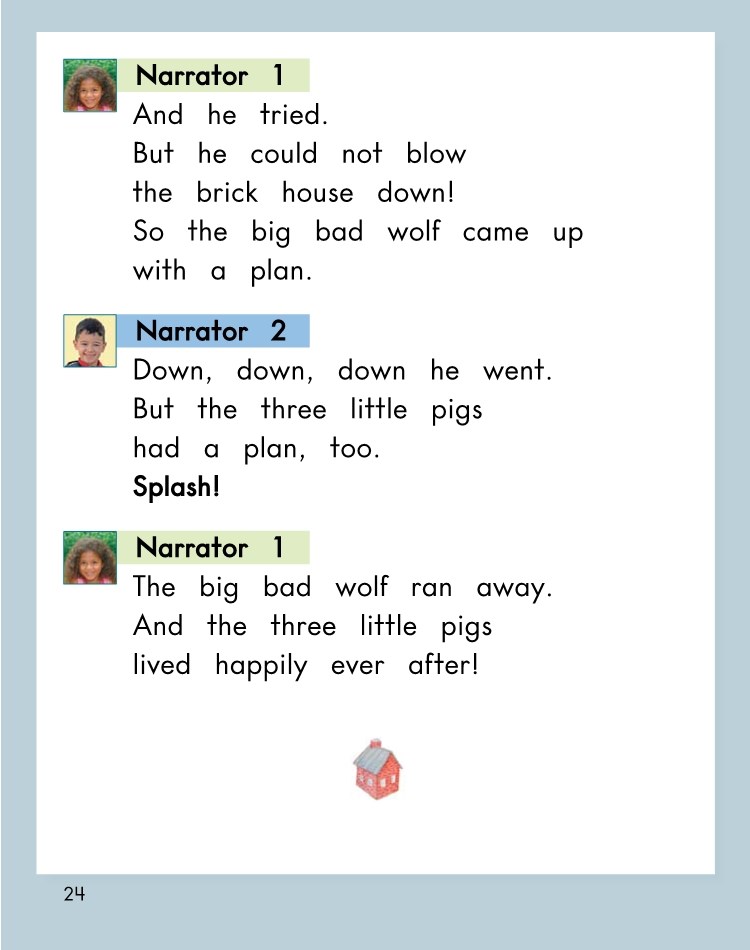 Narrator 1
And he tried.
But he could not blow
the brick house down!
So the big bad wolf came up
with a plan.
Narrator 2
Down, down, down he went.
But the three little pigs
had a plan, too.
Splash!
Narrator 1
The big bad wolf ran away.
And the three little pigs
lived happily ever after!
24